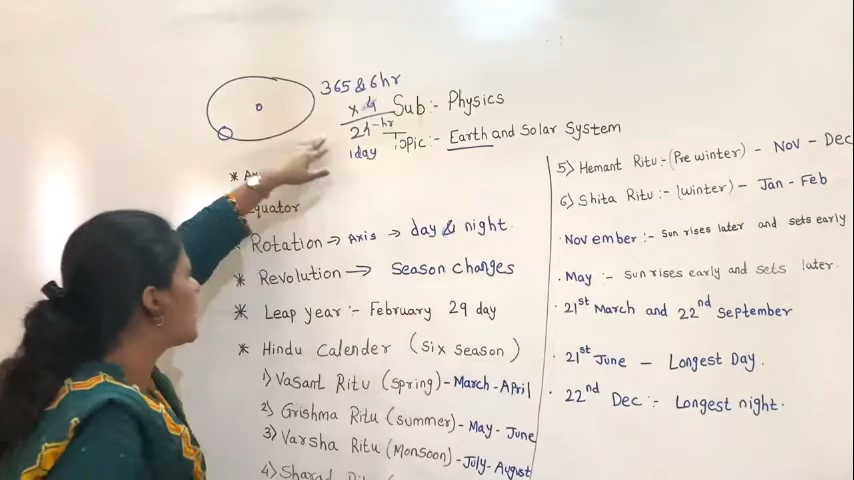 365 & 6hr
x 4
24-hr
1day
Sub:- Physics
Topic:- Earth and Solar System
*
Equator
Rotation → Axis → day & night
* Revolution → Season changes
* Leap year:- February 29 day
* Hindu Calender (six season)
1) Vasant Ritu (spring) - March - April
2) Grishma Ritu (summer) - May - June
3) Varsha Ritu (Monsoon) - July - August
4) Sharad
5) Hemant Ritu:- (Pre winter) - Nov - Dec
6) Shita Ritu:- (winter) - Jan - Feb
. November:- Sun rises later and sets early
. May:- Sun rises early and sets later.
. 21st March and 22nd September
. 21st June - Longest Day.
. 22nd Dec:- Longest night.